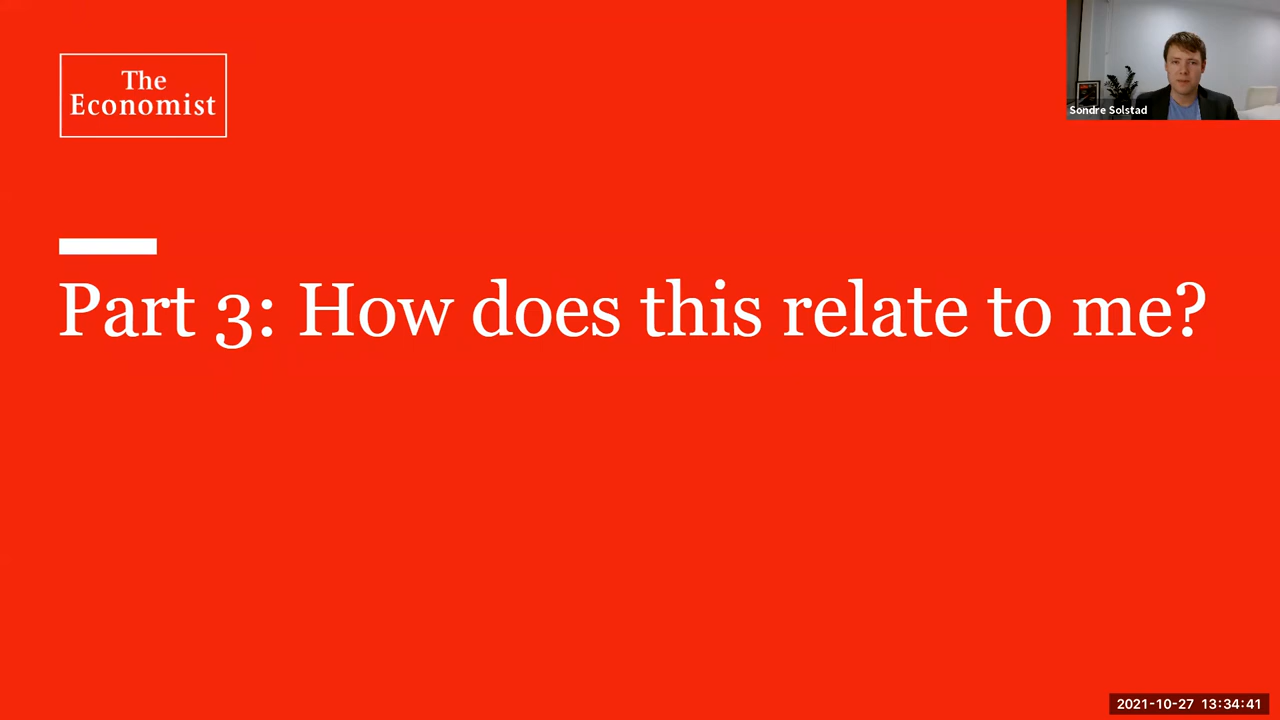 The
Economist
Sondre Solstad
Part 3: How does this relate to me?
2021-10-27 13:34:41